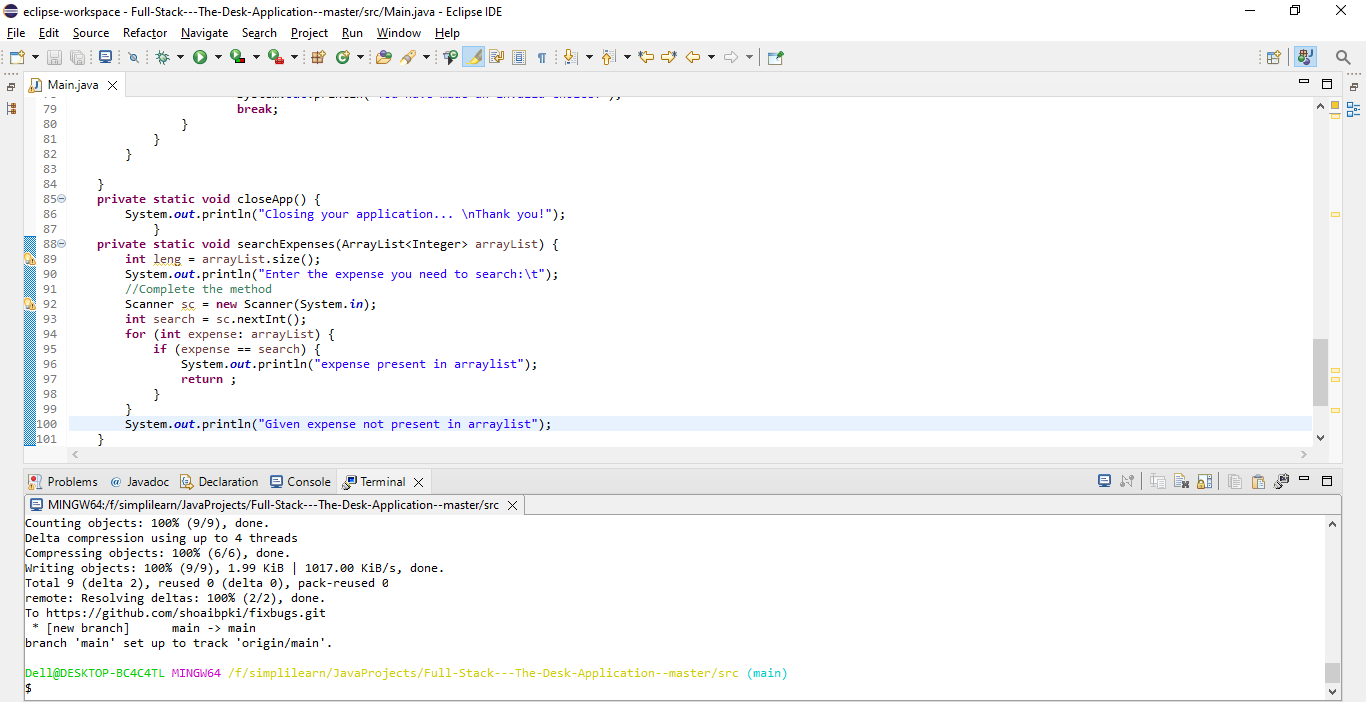 eclipse-workspace - Full-Stack---The-Desk-Application--master/src/Main.java - Eclipse IDE
File Edit Source Refactor Navigate Search Project Run Window Help
Main.java
79 break;
80 }
81 }
82 }
83
84 }
85 private static void closeApp() {
86 System.out.println("Closing your application... \nThank you!");
87 }
88 private static void searchExpenses(ArrayList<Integer> arrayList) {
89 int leng = arrayList.size();
90 System.out.println("Enter the expense you need to search:\t");
91 //Complete the method
92 Scanner sc = new Scanner(System.in);
93 int search = sc.nextInt();
94 for (int expense: arrayList) {
95 if (expense == search) {
96 System.out.println("expense present in arraylist");
97 return ;
98 }
99 }
100 System.out.println("Given expense not present in arraylist");
101 }
Problems @ Javadoc Declaration Console Terminal
MINGW64:/f/simplilearn/JavaProjects/Full-Stack---The-Desk-Application--master/src
Counting objects: 100% (9/9), done.
Delta compression using up to 4 threads
Compressing objects: 100% (6/6), done.
Writing objects: 100% (9/9), 1.99 KiB | 1017.00 KiB/s, done.
Total 9 (delta 2), reused 0 (delta 0), pack-reused 0
remote: Resolving deltas: 100% (2/2), done.
To https://github.com/shoaibpki/fixbugs.git
* [new branch] main -> main
branch 'main' set up to track 'origin/main'.
Dell@DESKTOP-BC4C4TL MINGW64 /f/simplilearn/JavaProjects/Full-Stack---The-Desk-Application--master/src (main)
$